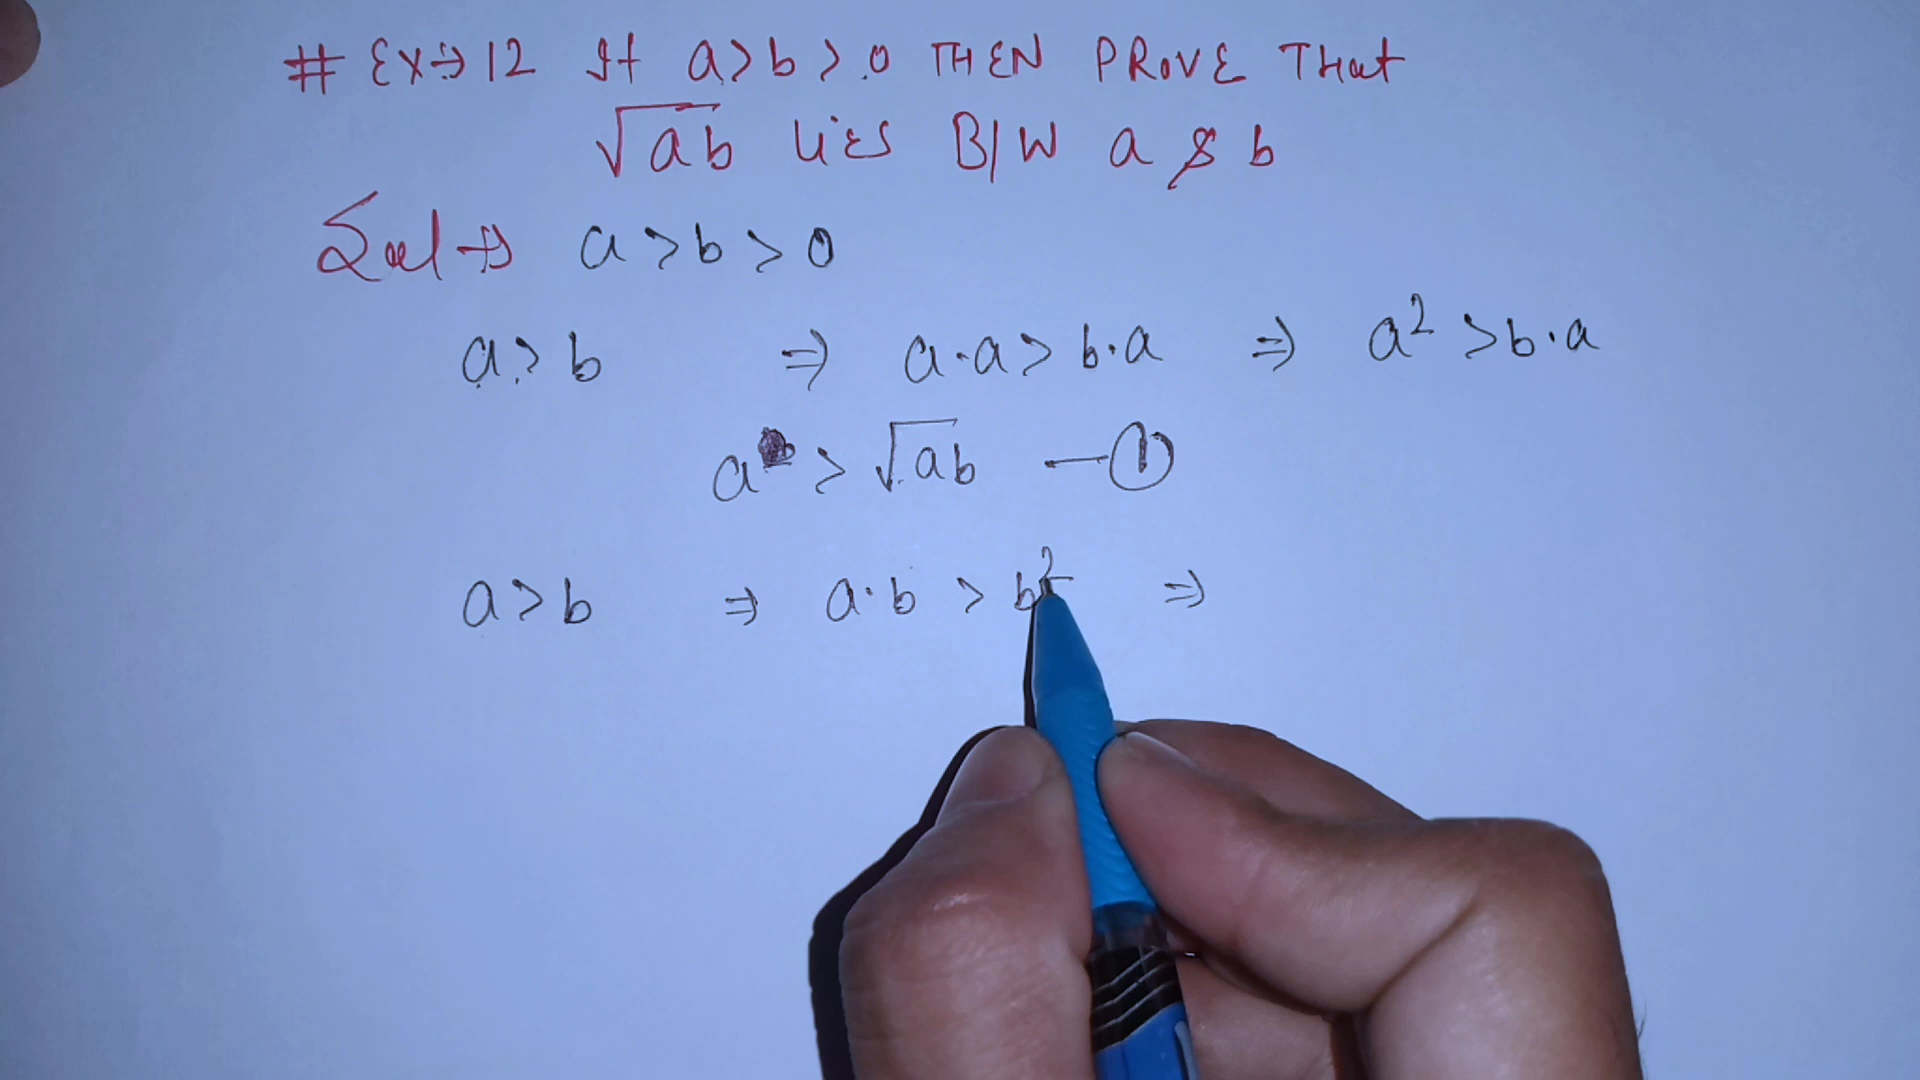 # Ex→12 If a>b>0 THEN PROVE THat
√ab lies B/W a & b
Sol→ a>b>0
a>b ⇒ a·a>b·a ⇒ a²>b·a
a > √ab —①
a>b ⇒ a·b > b² ⇒